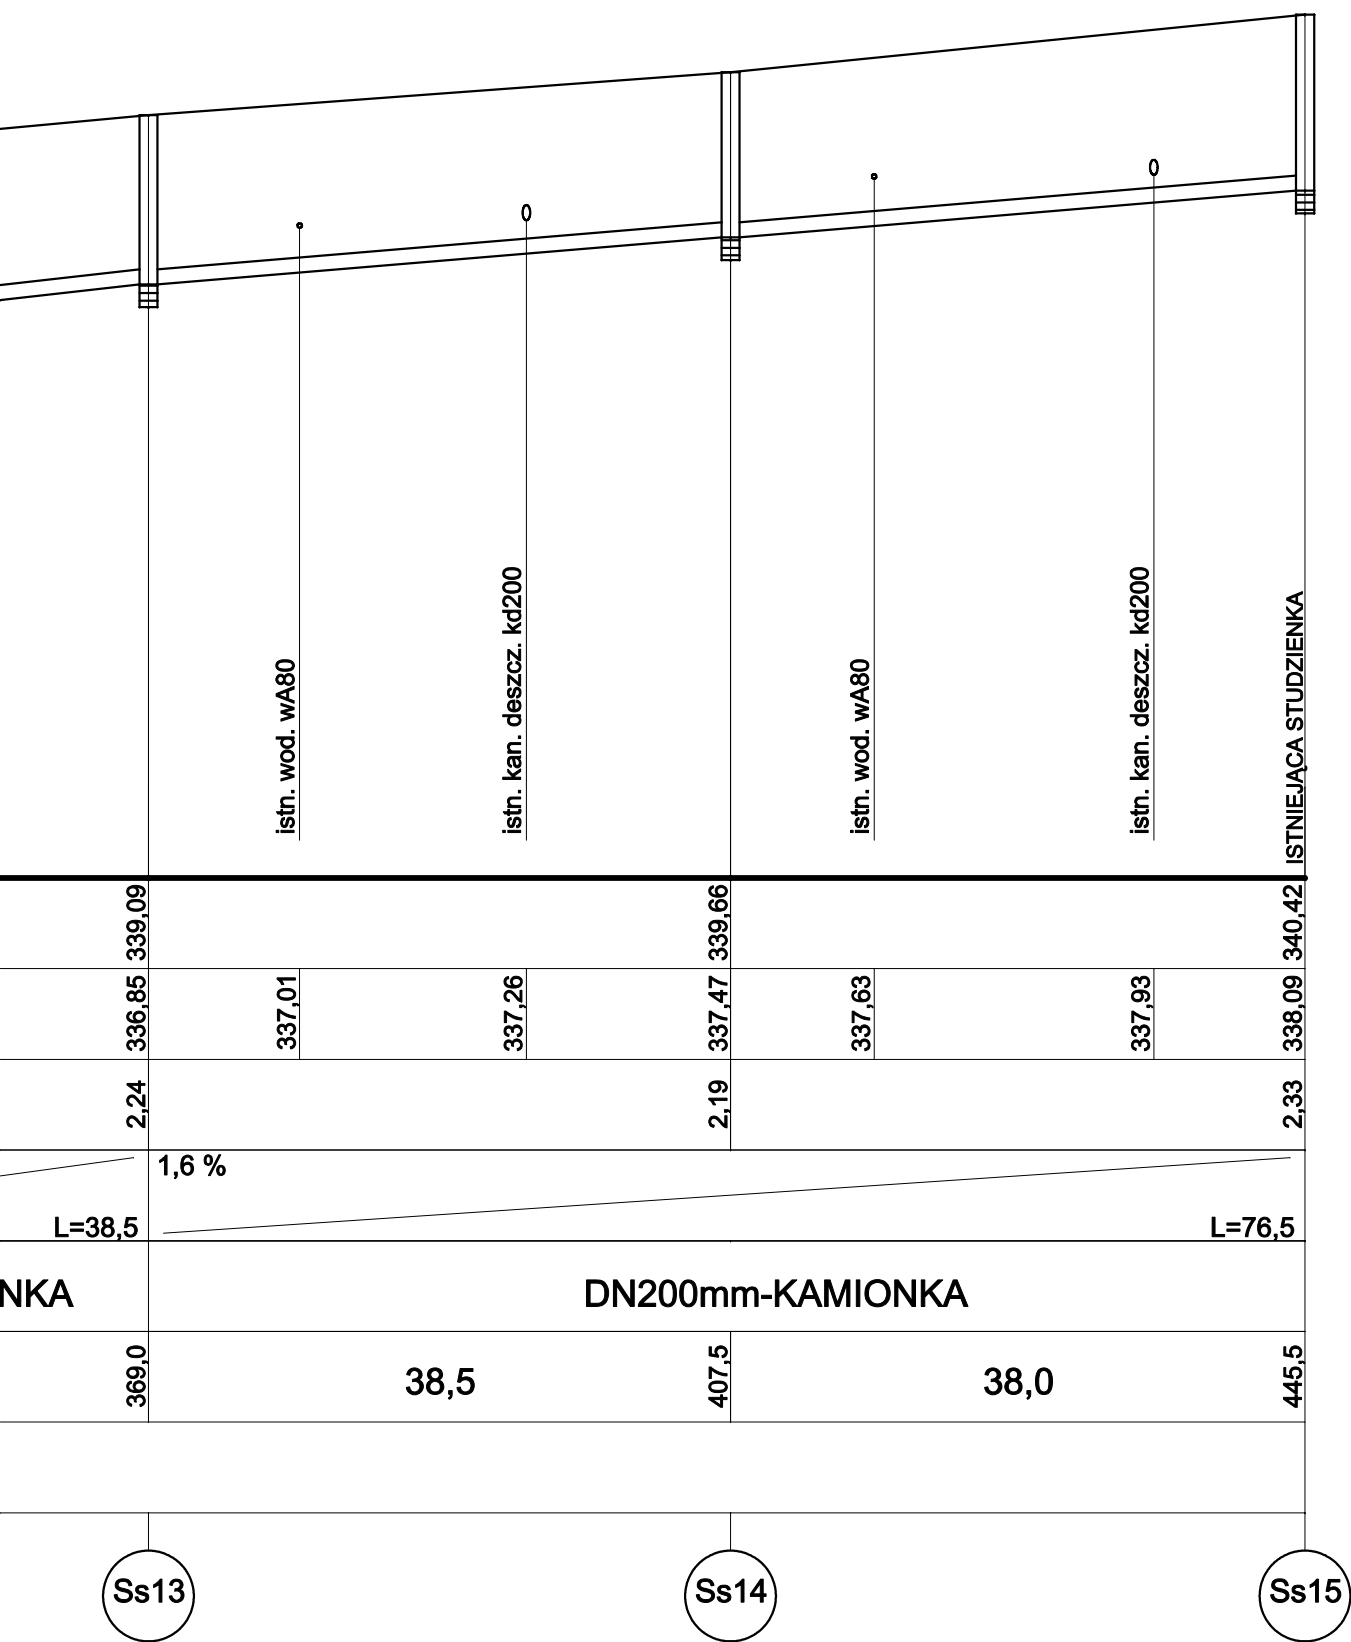 istn. wod. wA80
istn. kan. deszcz. kd200
istn. wod. wA80
istn. kan. deszcz. kd200
ISTNIEJĄCA STUDZIENKA
339,09
339,66
340,42
336,85
337,01
337,26
337,47
337,63
337,93
338,09
2,24
2,19
2,33
1,6 %
L=38,5
L=76,5
NKA
DN200mm-KAMIONKA
369,0
38,5
407,5
38,0
445,5
Ss13
Ss14
Ss15